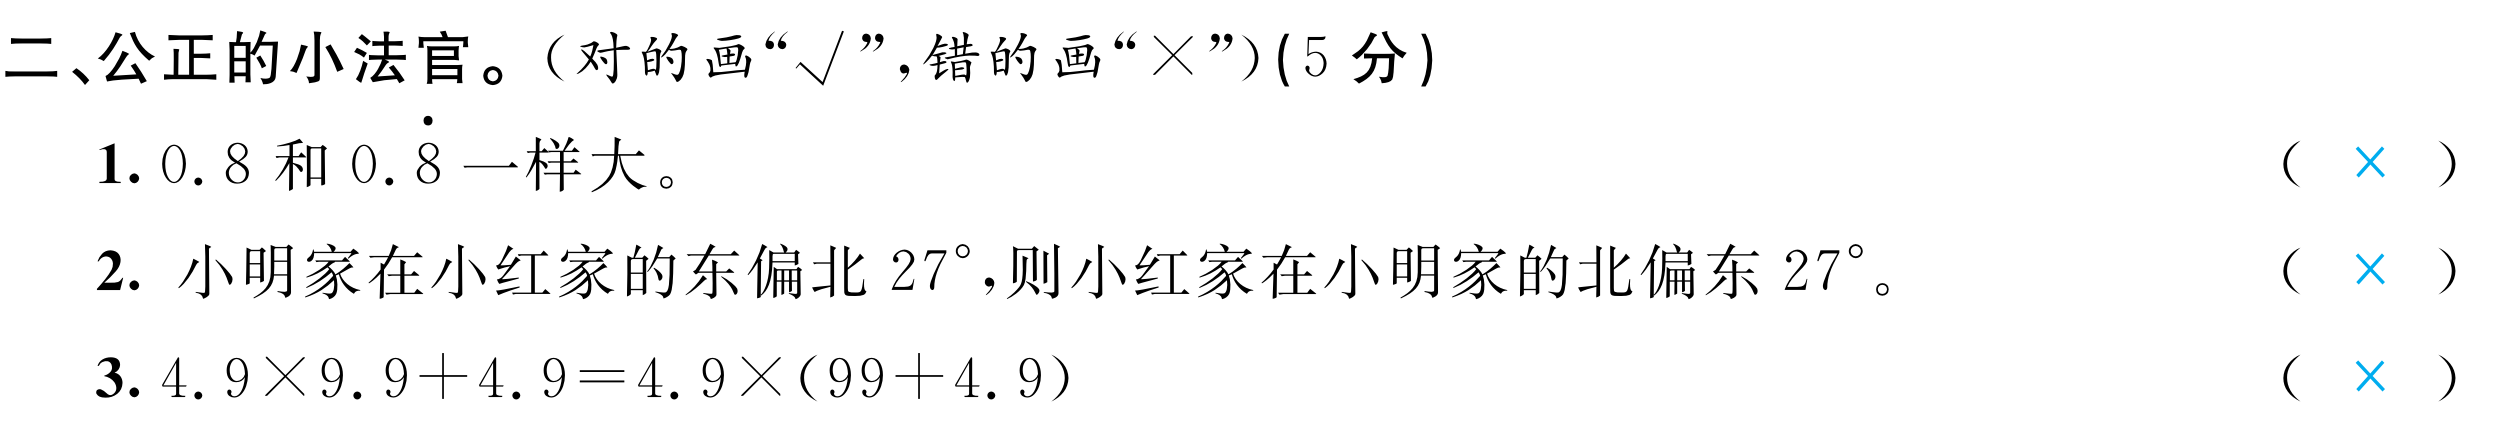 二、公正的小法官。(对的画“√”,错的画“×”)(5 分)
1. 0.8 和 0.8̇ 一样大。 ( × )
2. 小明家在小红家的东偏北 27°,则小红家在小明家的北偏东 27°。 ( × )
3. 4.9×9.9+4.9=4.9×(99+4.9) ( × )